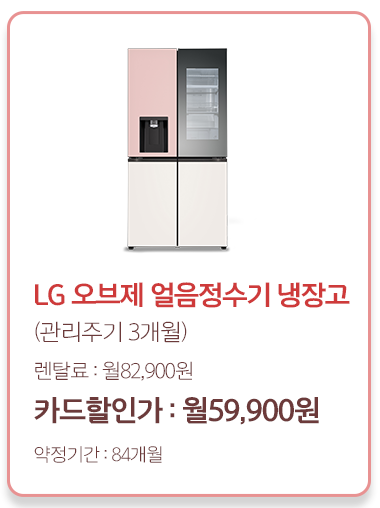 LG 오브제 얼음정수기 냉장고
(관리주기 3개월)
렌탈료 : 월82,900원
카드할인가 : 월59,900원
약정기간 : 84개월